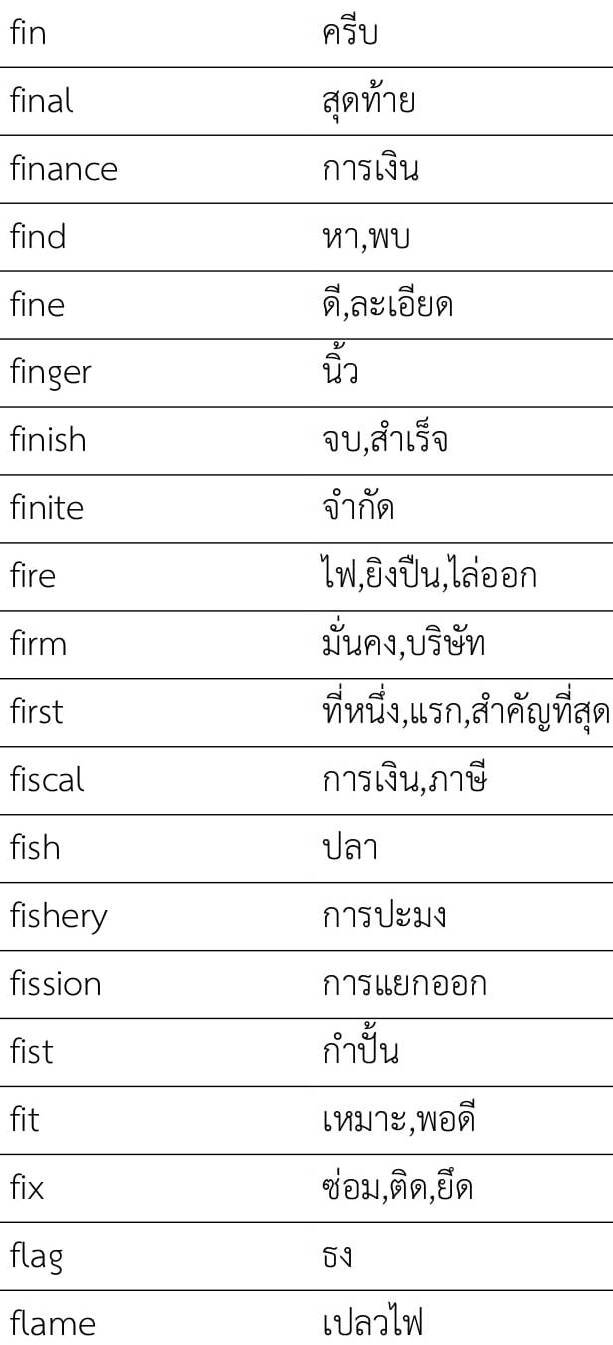 fin ครีบ
final สุดท้าย
finance การเงิน
find หา,พบ
fine ดี,ละเอียด
finger นิ้ว
finish จบ,สำเร็จ
finite จำกัด
fire ไฟ,ยิงปืน,ไล่ออก
firm มั่นคง,บริษัท
first ที่หนึ่ง,แรก,สำคัญที่สุด
fiscal การเงิน,ภาษี
fish ปลา
fishery การประมง
fission การแยกออก
fist กำปั้น
fit เหมาะ,พอดี
fix ซ่อม,ติด,ยึด
flag ธง
flame เปลวไฟ